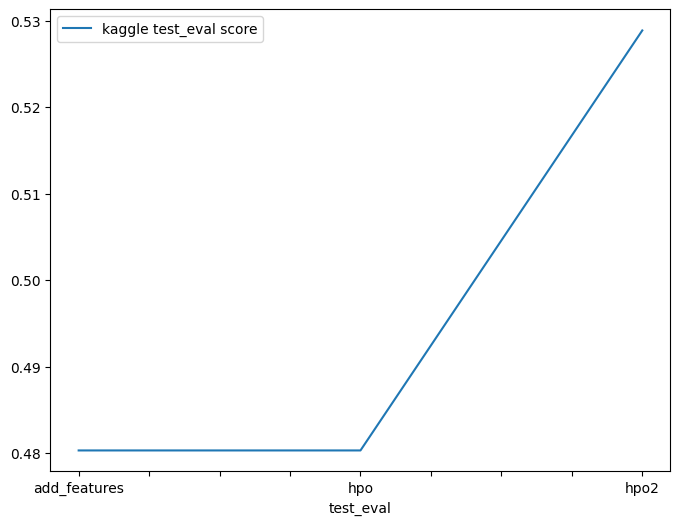 kaggle test_eval score
0.53
0.52
0.51
0.50
0.49
0.48
add_features
hpo
hpo2
test_eval